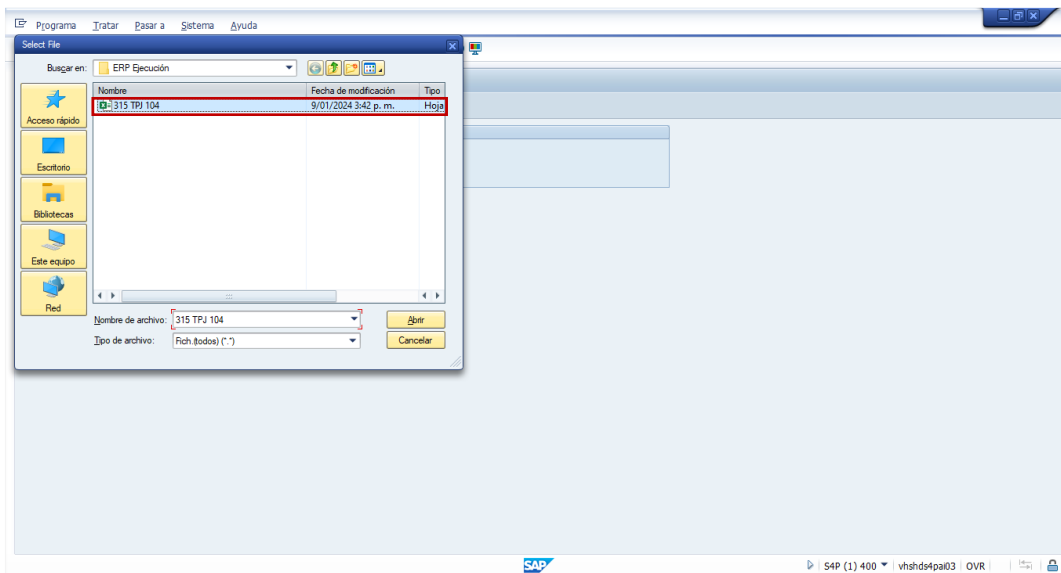 Programa Tratar Pasar a Sistema Ayuda
Select File
Buscar en: ERP Ejecución
Nombre Fecha de modificación Tipo
315 TPJ 104 9/01/2024 3:42 p. m. Hoja
Acceso rápido
Escritorio
Bibliotecas
Este equipo
Red
Nombre de archivo: 315 TPJ 104 Abrir
Tipo de archivo: Fich.(todos) (*.*) Cancelar
SAP S4P (1) 400 vhshds4pai03 OVR